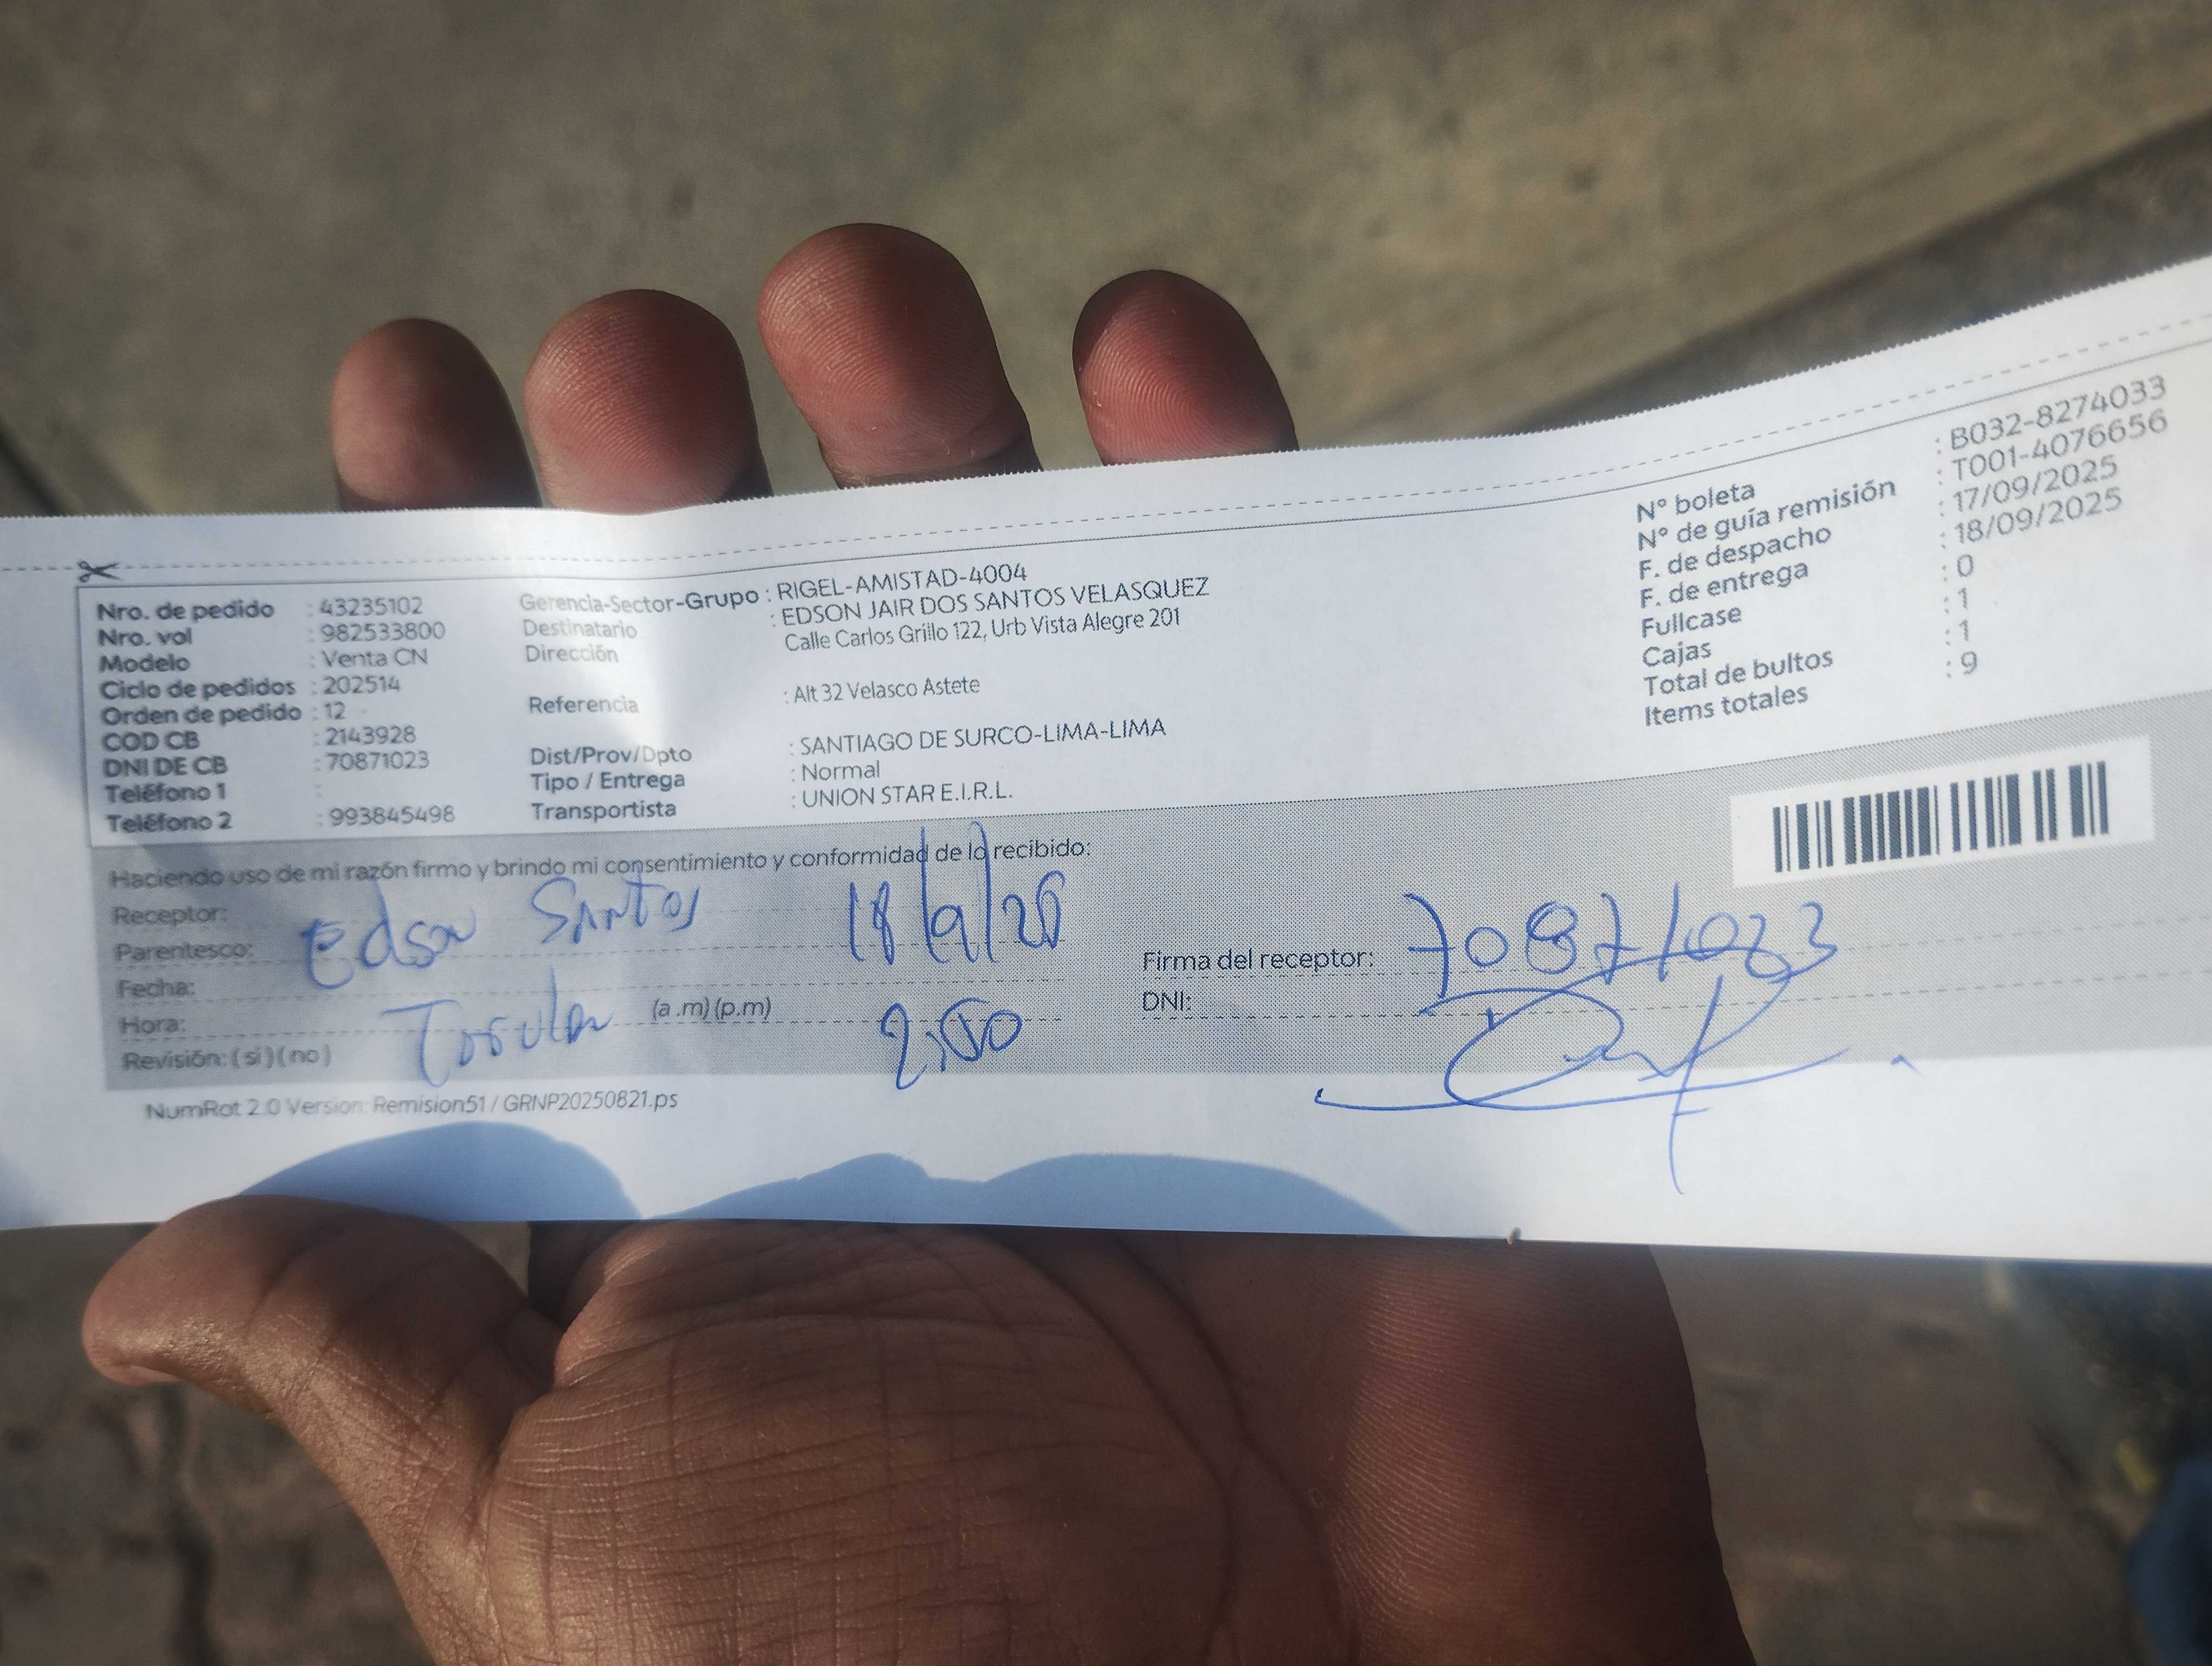 Nro. de pedido : 43235102
Nro. vol : 982533800
Modelo : Venta CN
Ciclo de pedidos : 202514
Orden de pedido : 12
COD CB : 2143928
DNI DE CB : 70871023
Teléfono 1 :
Teléfono 2 : 993845498
Gerencia-Sector-Grupo : RIGEL-AMISTAD-4004
Destinatario : EDSON JAIR DOS SANTOS VELASQUEZ
Dirección Calle Carlos Grillo 122, Urb Vista Alegre 201
Referencia : Alt 32 Velasco Astete
Dist/Prov/Dpto : SANTIAGO DE SURCO-LIMA-LIMA
Tipo / Entrega : Normal
Transportista : UNION STAR E.I.R.L.
N° boleta : B032-8274033
N° de guía remisión : T001-4076656
F. de despacho : 17/09/2025
F. de entrega : 18/09/2025
Fullcase : 0
Cajas : 1
Total de bultos : 1
Items totales : 9
Haciendo uso de mi razón firmo y brindo mi consentimiento y conformidad de lo recibido:
Receptor:
Parentesco: Edson Santos 18/9/25
Fecha:
Hora: (a.m)(p.m) 2:00
Revisión: (si)(no)
Firma del receptor: 70871023
DNI:
NumRot 2.0 Version: Remision51 / GRNP20250821.ps